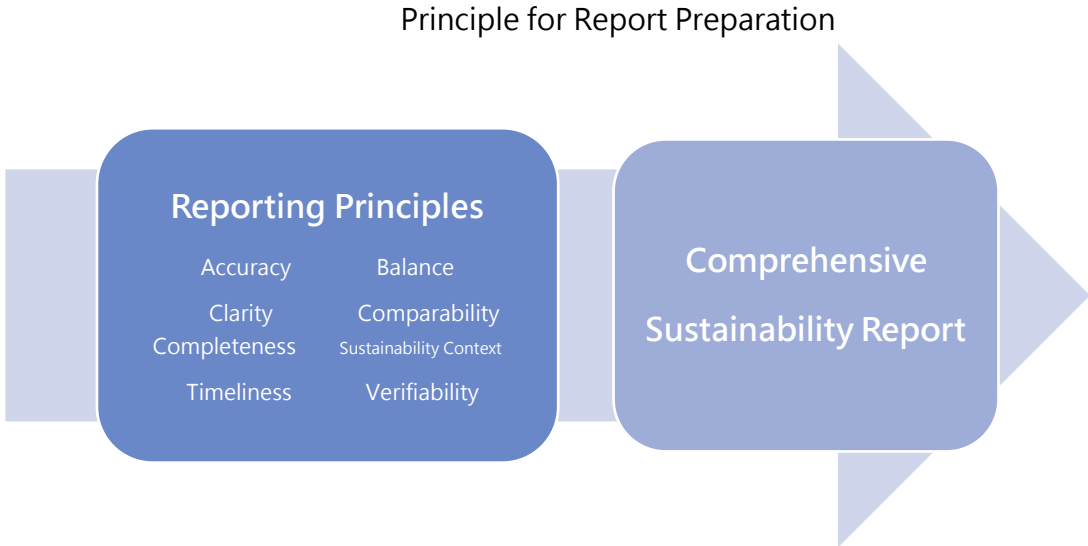 Principle for Report Preparation
Reporting Principles
Accuracy Balance
Clarity Comparability
Completeness Sustainability Context
Timeliness Verifiability
Comprehensive
Sustainability Report